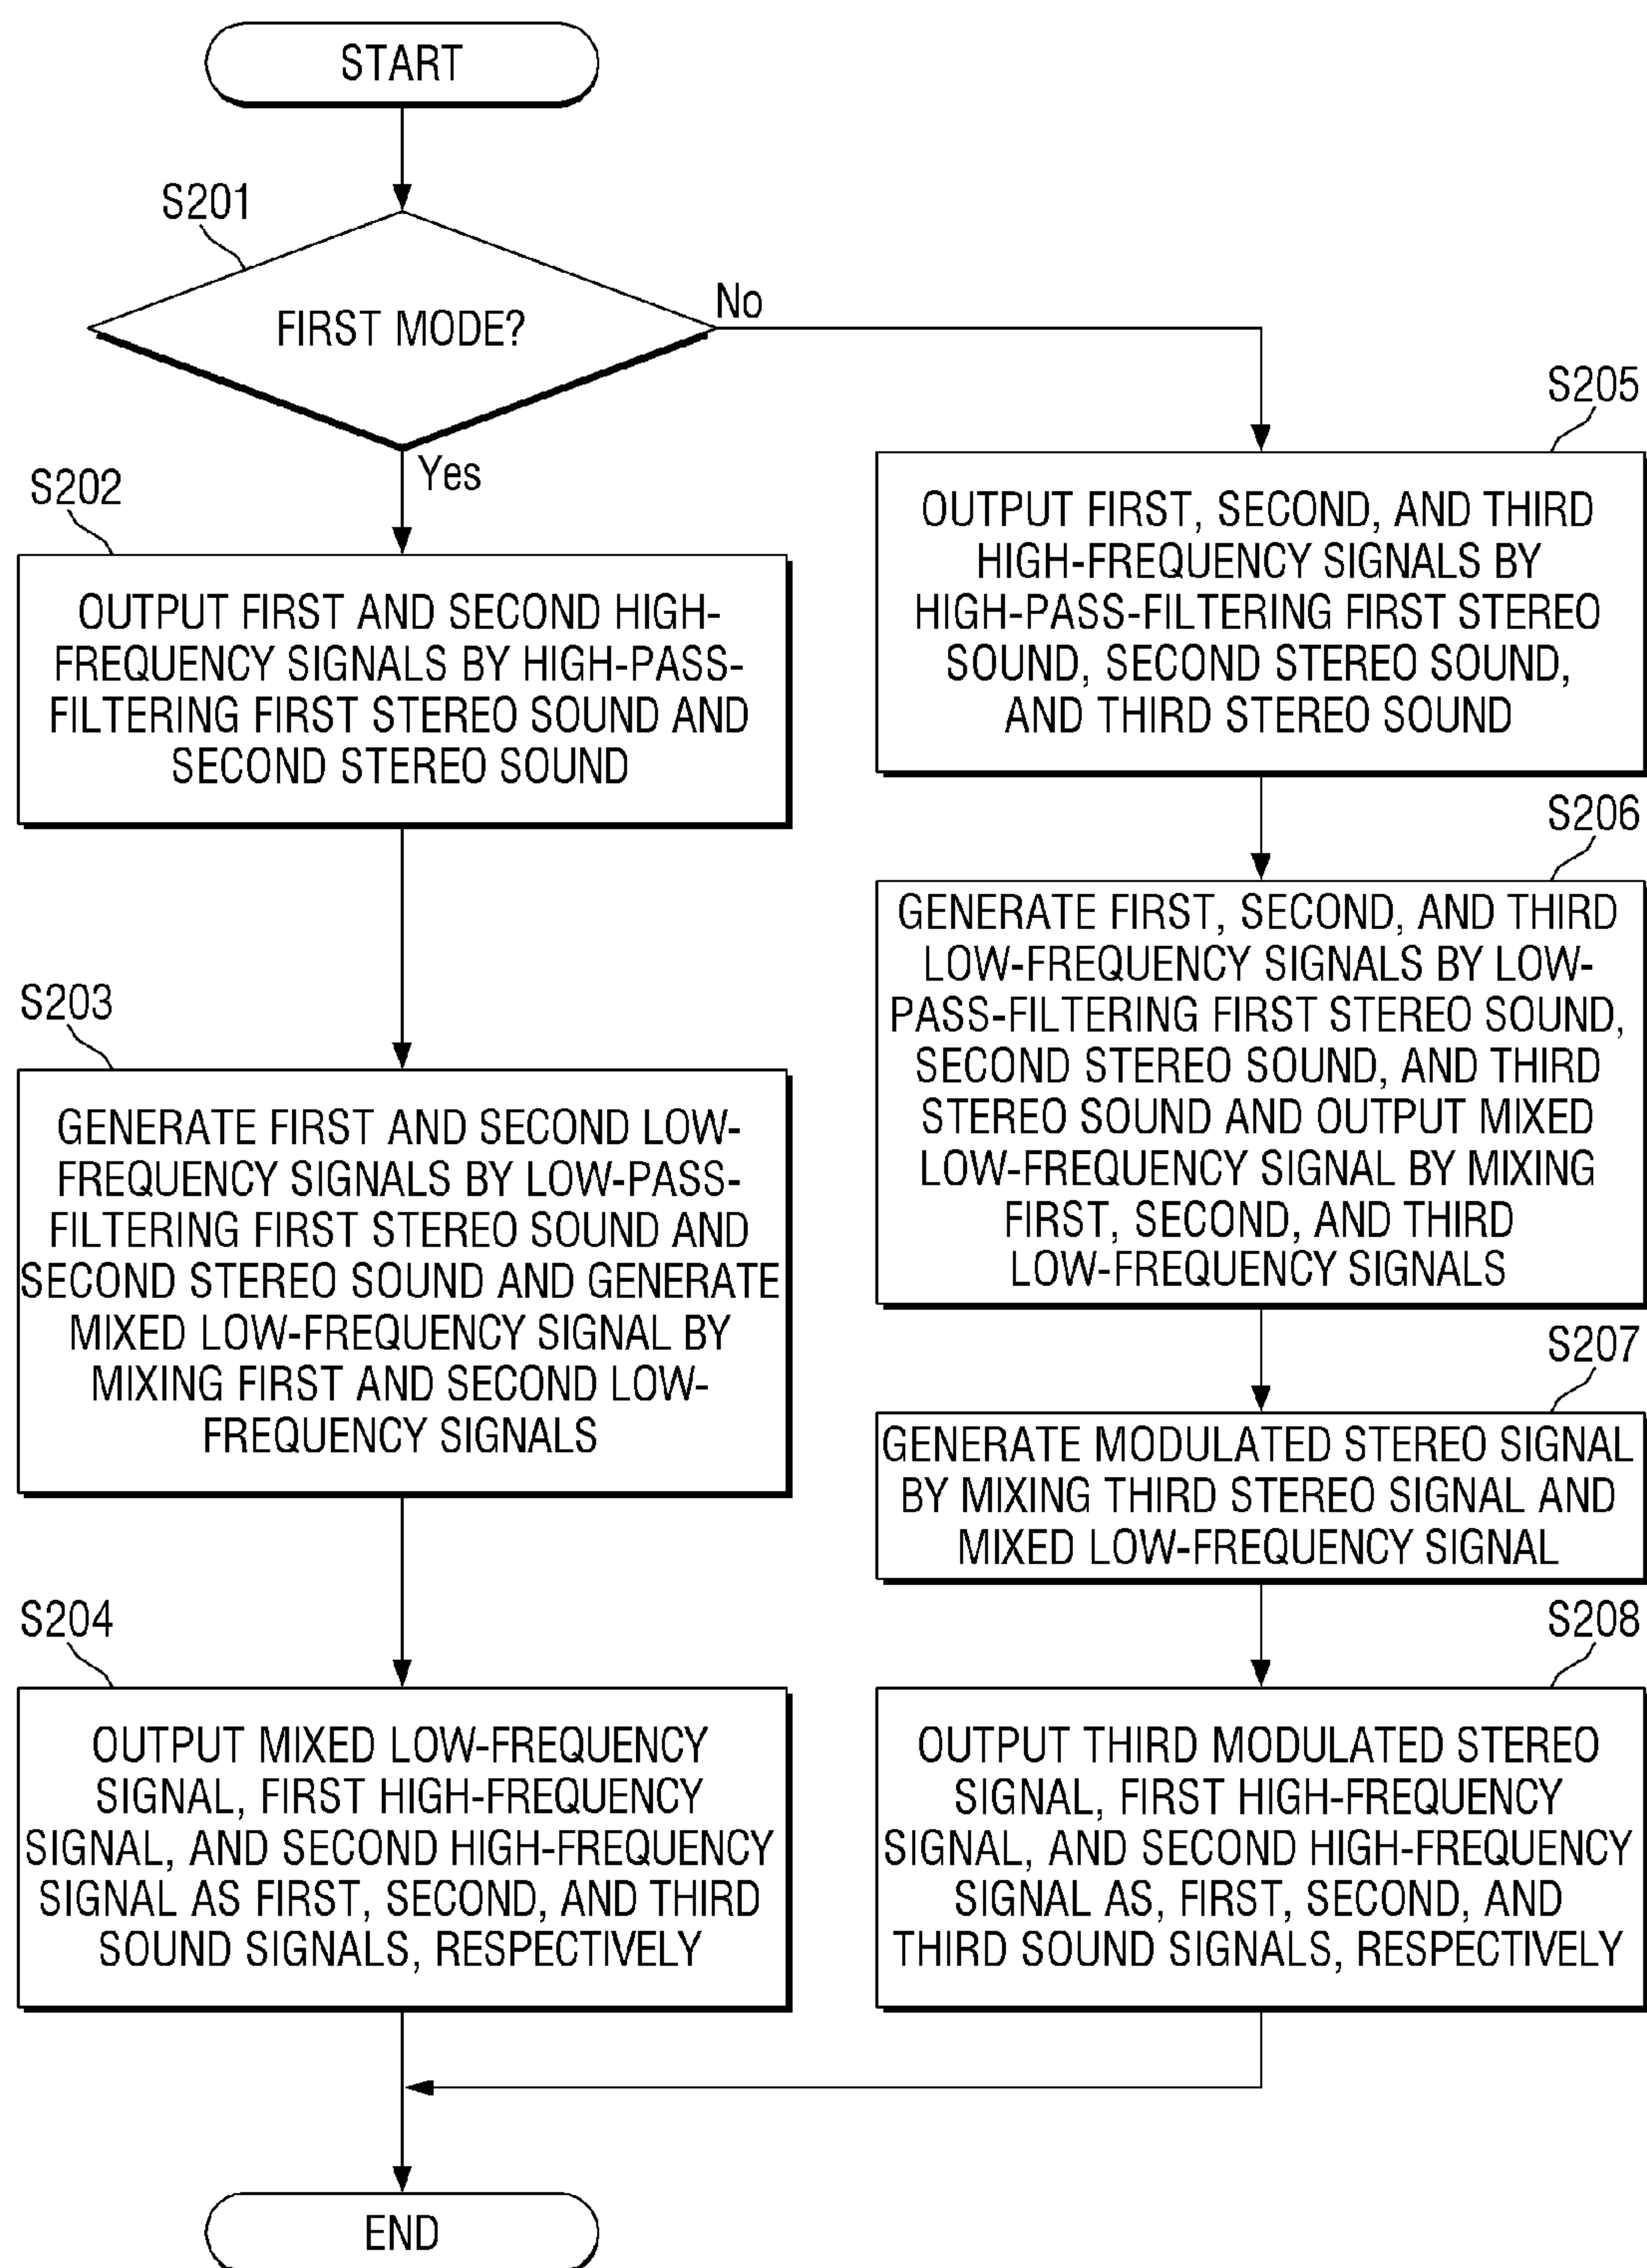 START
S201
FIRST MODE?
No
Yes
S202
OUTPUT FIRST AND SECOND HIGH-
FREQUENCY SIGNALS BY HIGH-PASS-
FILTERING FIRST STEREO SOUND AND
SECOND STEREO SOUND
S203
GENERATE FIRST AND SECOND LOW-
FREQUENCY SIGNALS BY LOW-PASS-
FILTERING FIRST STEREO SOUND AND
SECOND STEREO SOUND AND GENERATE
MIXED LOW-FREQUENCY SIGNAL BY
MIXING FIRST AND SECOND LOW-
FREQUENCY SIGNALS
S204
OUTPUT MIXED LOW-FREQUENCY
SIGNAL, FIRST HIGH-FREQUENCY
SIGNAL, AND SECOND HIGH-FREQUENCY
SIGNAL AS FIRST, SECOND, AND THIRD
SOUND SIGNALS, RESPECTIVELY
S205
OUTPUT FIRST, SECOND, AND THIRD
HIGH-FREQUENCY SIGNALS BY
HIGH-PASS-FILTERING FIRST STEREO
SOUND, SECOND STEREO SOUND,
AND THIRD STEREO SOUND
S206
GENERATE FIRST, SECOND, AND THIRD
LOW-FREQUENCY SIGNALS BY LOW-
PASS-FILTERING FIRST STEREO SOUND,
SECOND STEREO SOUND, AND THIRD
STEREO SOUND AND OUTPUT MIXED
LOW-FREQUENCY SIGNAL BY MIXING
FIRST, SECOND, AND THIRD
LOW-FREQUENCY SIGNALS
S207
GENERATE MODULATED STEREO SIGNAL
BY MIXING THIRD STEREO SIGNAL AND
MIXED LOW-FREQUENCY SIGNAL
S208
OUTPUT THIRD MODULATED STEREO
SIGNAL, FIRST HIGH-FREQUENCY
SIGNAL, AND SECOND HIGH-FREQUENCY
SIGNAL AS, FIRST, SECOND, AND
THIRD SOUND SIGNALS, RESPECTIVELY
END